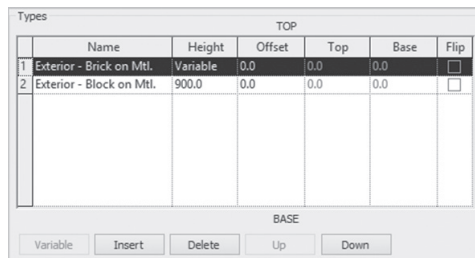 Types
TOP
Name Height Offset Top Base Flip
1 Exterior - Brick on Mtl. Variable 0.0 0.0 0.0
2 Exterior - Block on Mtl. 900.0 0.0 0.0 0.0
BASE
Variable Insert Delete Up Down